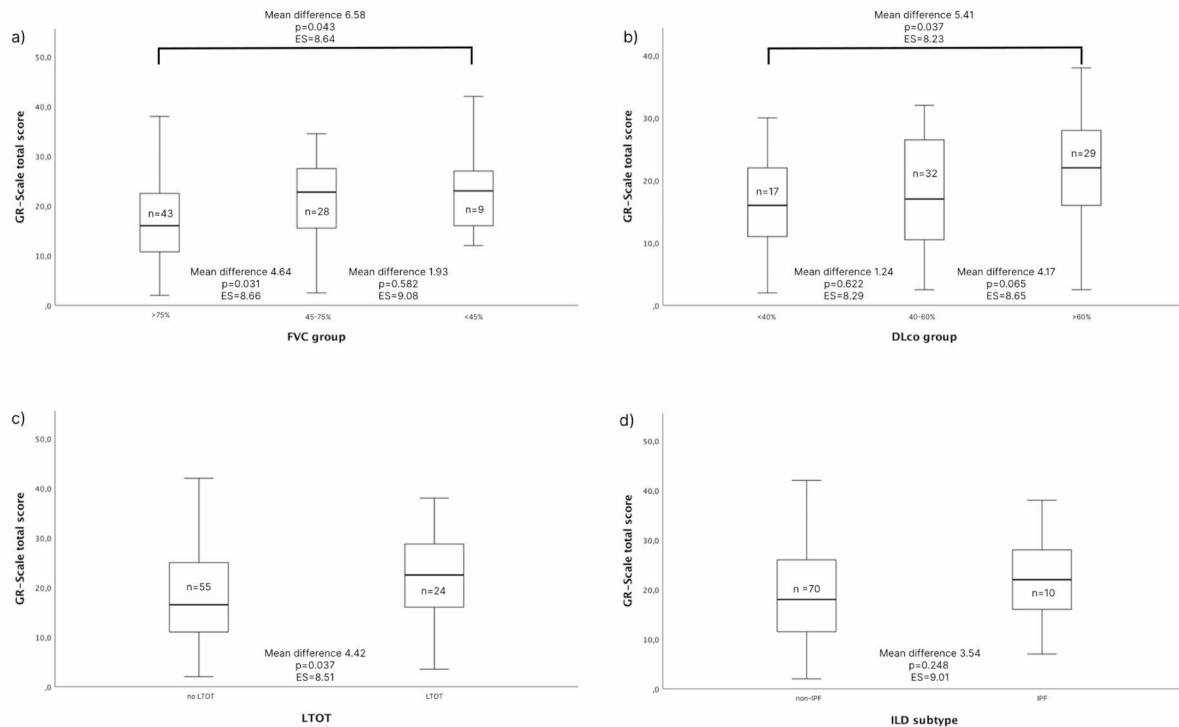 a)
Mean difference 6.58
p=0.043
ES=8.64
GR-Scale total score
50,0
40,0
30,0
20,0
10,0
,0
n=43
n=28
n=9
Mean difference 4.64
p=0.031
ES=8.66
Mean difference 1.93
p=0.582
ES=9.08
>75%
45-75%
<45%
FVC group
b)
Mean difference 5.41
p=0.037
ES=8.23
GR-Scale total score
40,0
30,0
20,0
10,0
,0
n=17
n=32
n=29
Mean difference 1.24
p=0.622
ES=8.29
Mean difference 4.17
p=0.065
ES=8.65
<40%
40-60%
>60%
DLco group
c)
GR-Scale total score
50,0
40,0
30,0
20,0
10,0
,0
n=55
n=24
Mean difference 4.42
p=0.037
ES=8.51
no LTOT
LTOT
LTOT
d)
GR-Scale total score
50,0
40,0
30,0
20,0
10,0
,0
n =70
n=10
Mean difference 3.54
p=0.248
ES=9.01
non-IPF
IPF
ILD subtype